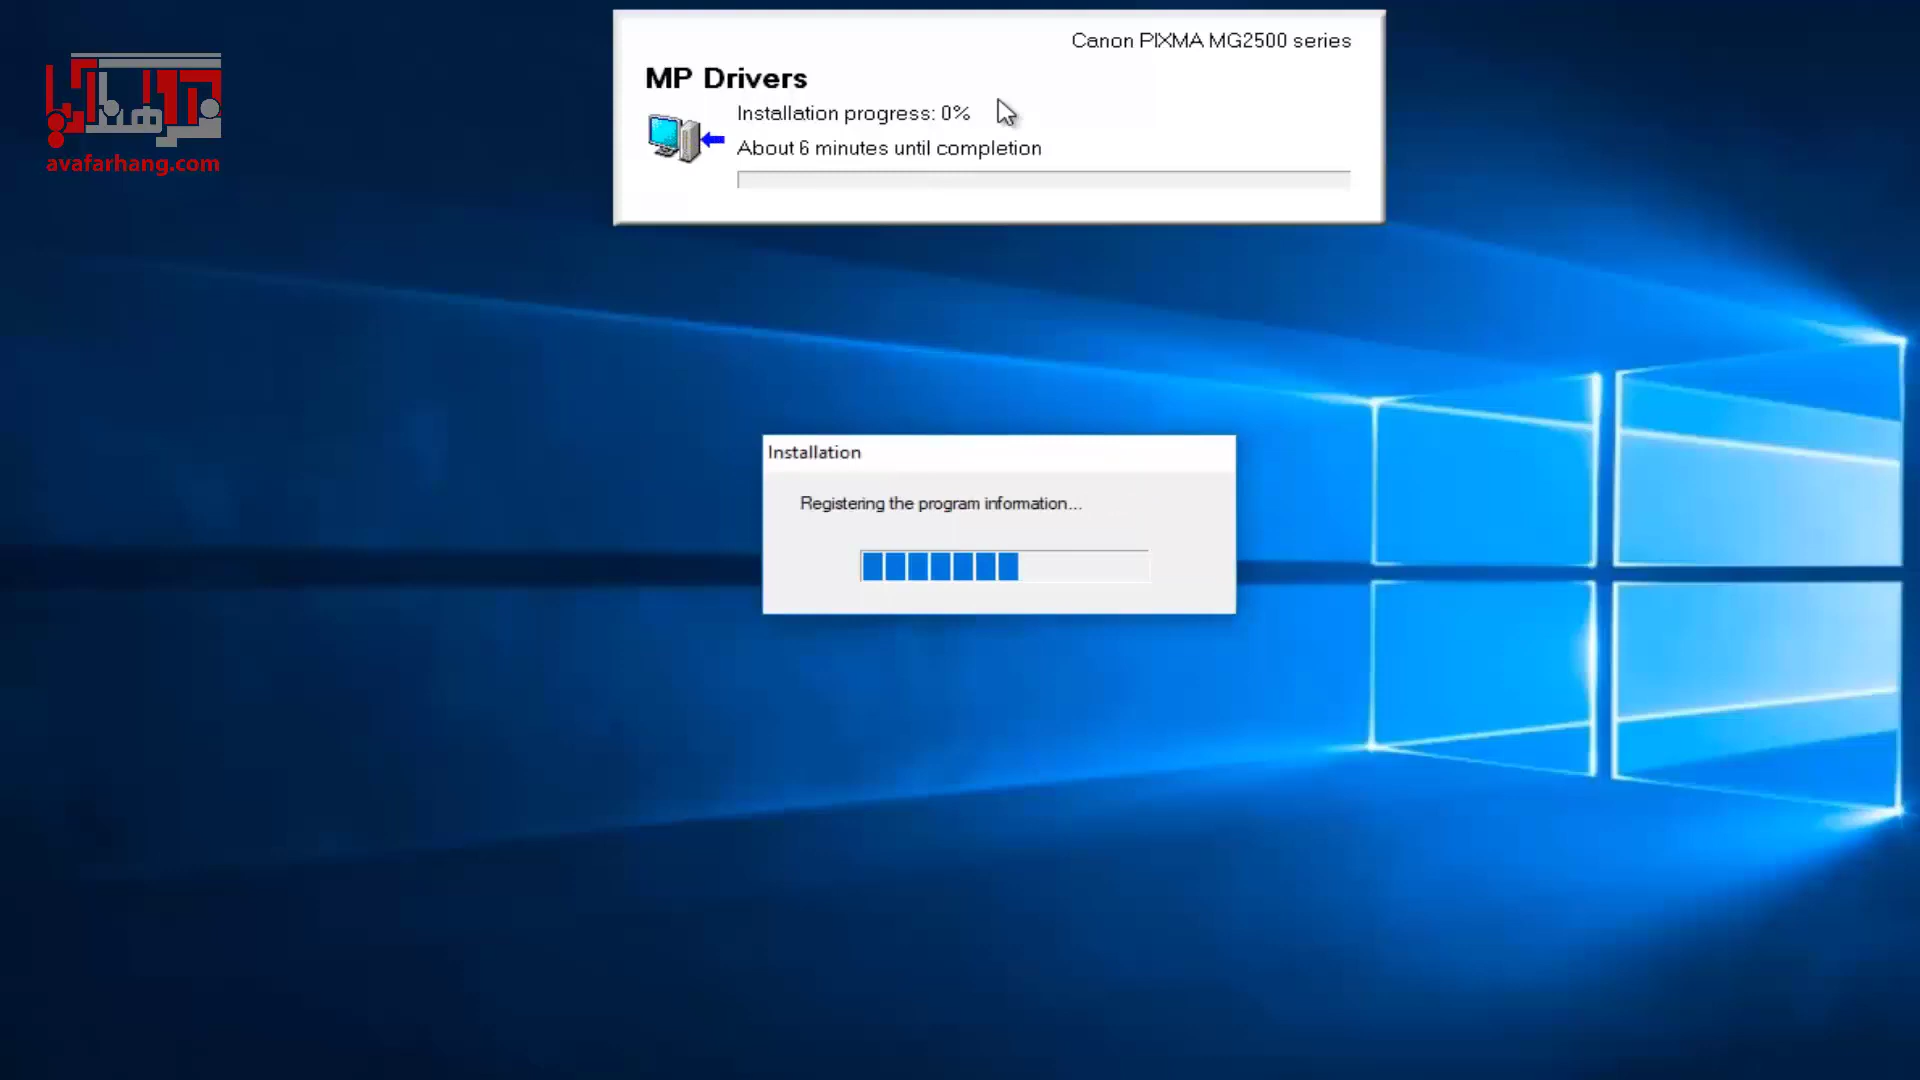 Canon PIXMA MG2500 series
MP Drivers
Installation progress: 0%
About 6 minutes until completion
avafarhang.com
Installation
Registering the program information...